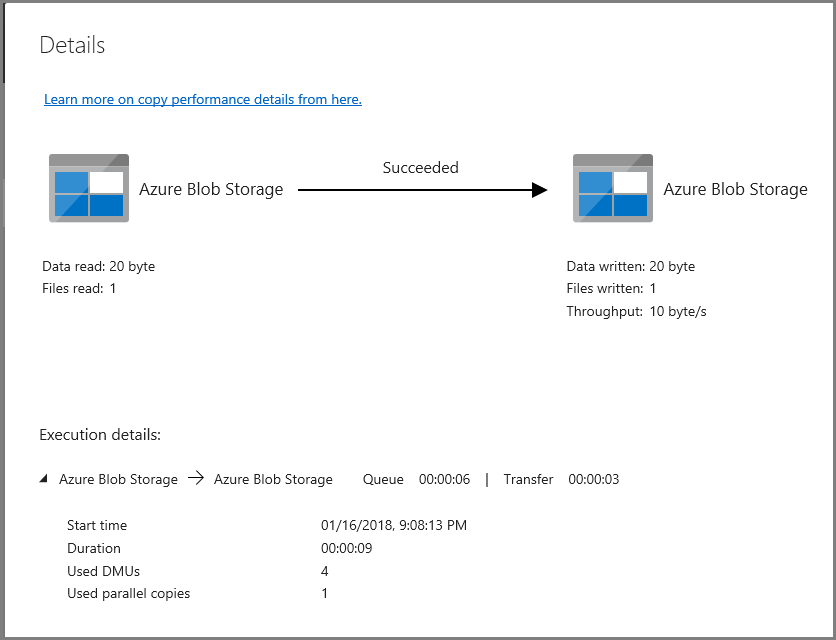 Details
Learn more on copy performance details from here.
Succeeded
Azure Blob Storage
Azure Blob Storage
Data read: 20 byte
Files read: 1
Data written: 20 byte
Files written: 1
Throughput: 10 byte/s
Execution details:
Azure Blob Storage → Azure Blob Storage Queue 00:00:06 | Transfer 00:00:03
Start time 01/16/2018, 9:08:13 PM
Duration 00:00:09
Used DMUs 4
Used parallel copies 1